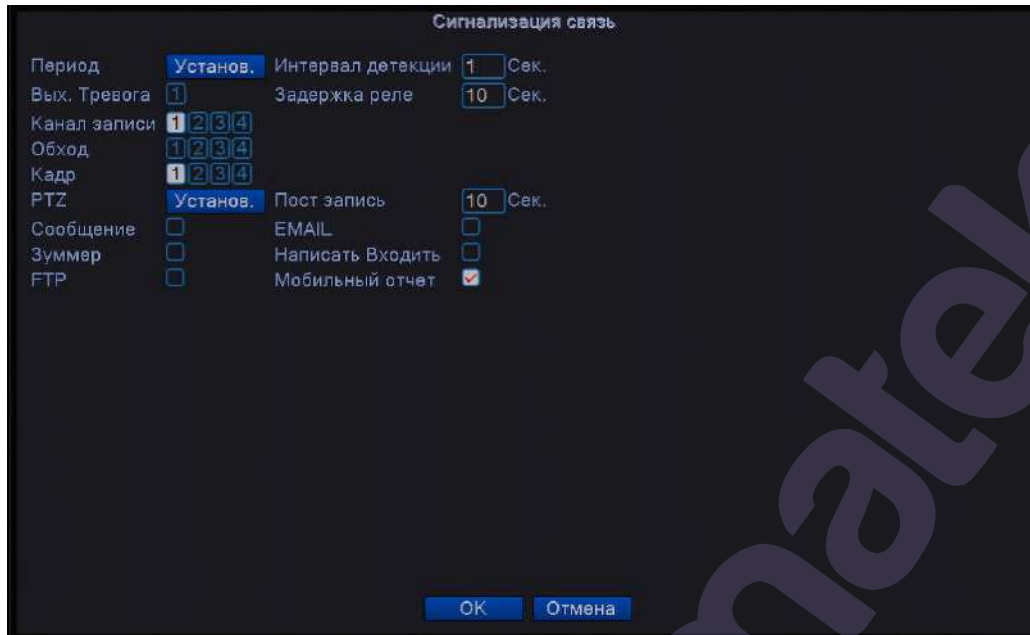 Сигнализация связь
Период Установ. Интервал детекции 1 Сек.
Вых. Тревога 1 Задержка реле 10 Сек.
Канал записи 1 2 3 4
Обход 1 2 3 4
Кадр 1 2 3 4
PTZ Установ. Пост запись 10 Сек.
Сообщение EMAIL
Зуммер Написать Входить
FTP Мобильный отчет
OK Отмена